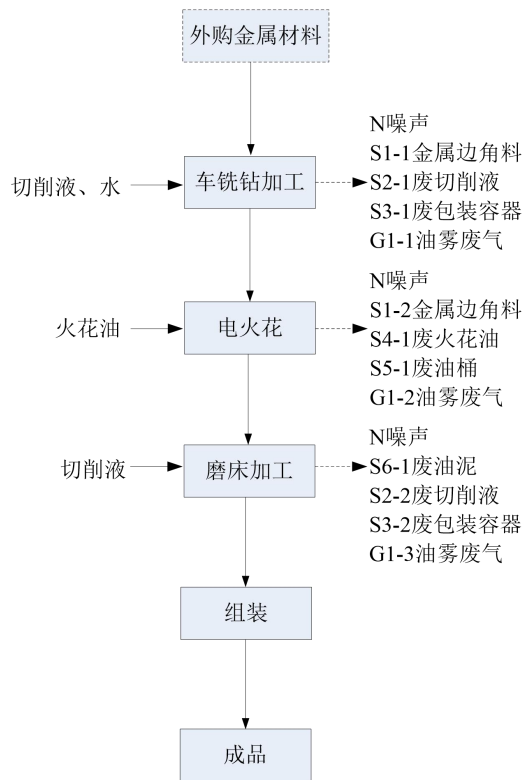 外购金属材料
N噪声
S1-1金属边角料
切削液、水
车铣钻加工
S2-1废切削液
S3-1废包装容器
G1-1油雾废气
N噪声
S1-2金属边角料
火花油
电火花
S4-1废火花油
S5-1废油桶
G1-2油雾废气
N噪声
切削液
磨床加工
S6-1废油泥
S2-2废切削液
S3-2废包装容器
G1-3油雾废气
组装
成品